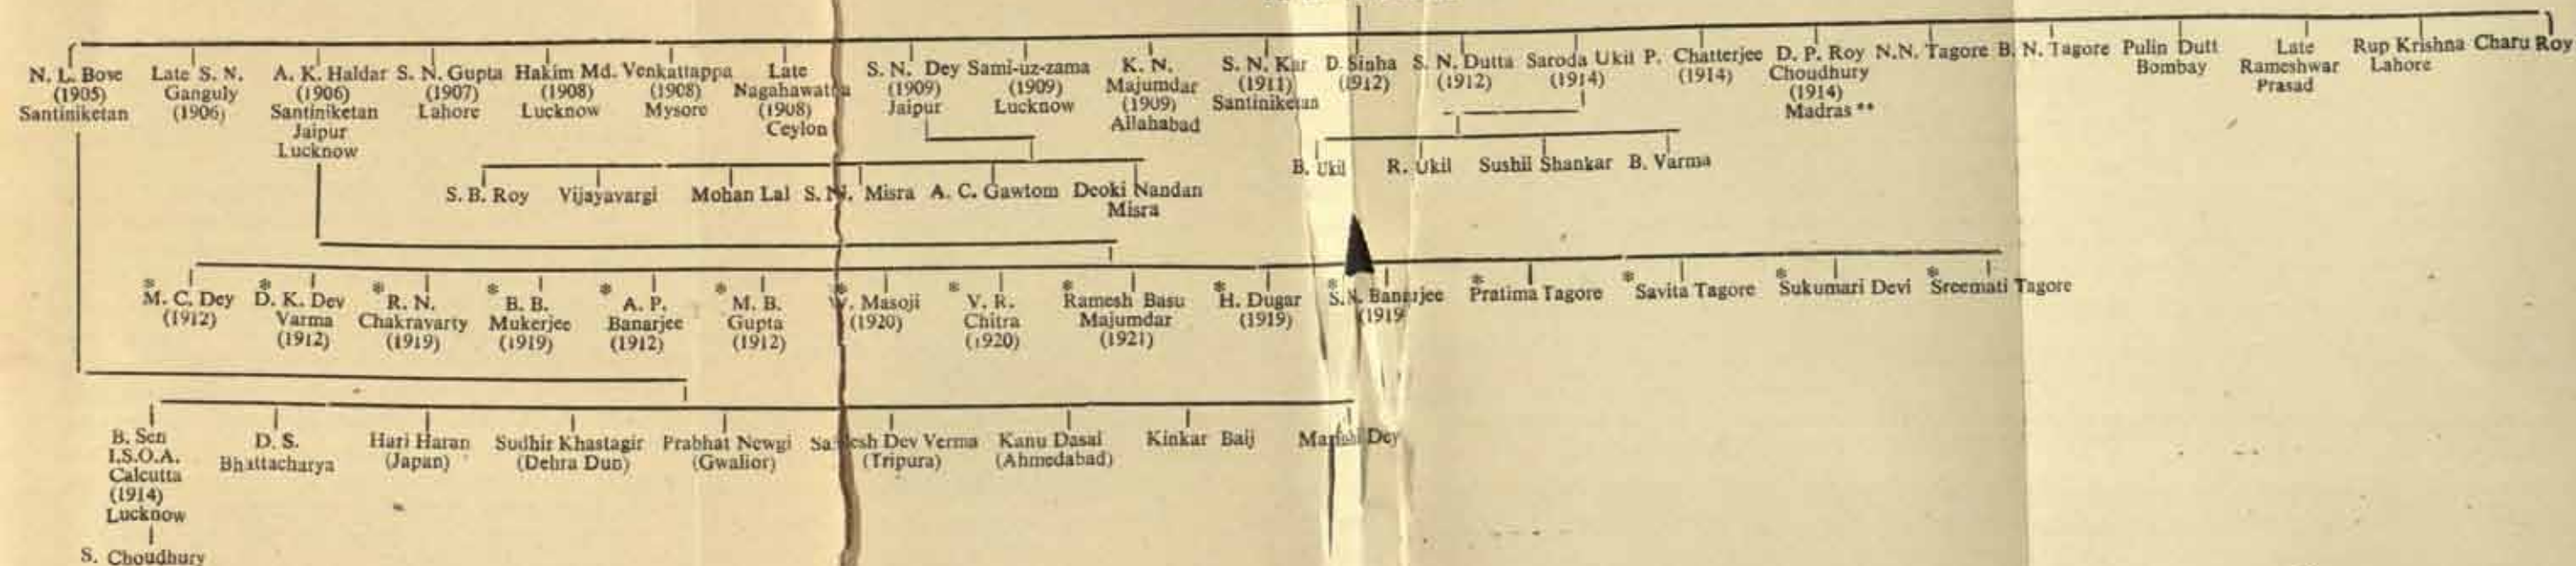 N. L. Bose
(1905)
Santiniketan
Late S. N.
Ganguly
(1906)
A. K. Haldar
(1906)
Santiniketan
Jaipur
Lucknow
S. N. Gupta
(1907)
Lahore
Hakim Md.
(1908)
Lucknow
Venkattappa
(1908)
Mysore
Late
Nagahawatta
(1908)
Ceylon
S. N. Dey
(1909)
Jaipur
Sami-uz-zama
(1909)
Lucknow
K. N.
Majumdar
(1909)
Allahabad
S. N. Kar
(1911)
Santiniketan
D. Sinha
(1912)
S. N. Dutta
(1912)
Saroda Ukil
(1914)
P. Chatterjee
(1914)
D. P. Roy
Choudhury
(1914)
Madras **
N.N. Tagore
B. N. Tagore
Pulin Dutt
Bombay
Late
Rameshwar
Prasad
Rup Krishna
Lahore
Charu Roy
B. Ukil
R. Ukil
Sushil Shankar
B. Varma
S. B. Roy
Vijayavargi
Mohan Lal
S. N. Misra
A. C. Gawtom
Deoki Nandan
Misra
* M. C. Dey
(1912)
* D. K. Dev
Varma
(1912)
* R. N.
Chakravarty
(1919)
* B. B.
Mukerjee
(1919)
* A. P.
Banarjee
(1912)
* M. B.
Gupta
(1912)
Masoji
(1920)
* V. R.
Chitra
(1920)
* Ramesh Basu
Majumdar
(1921)
* H. Dugar
(1919)
* S.N. Banarjee
(1919
* Pratima Tagore
* Savita Tagore
* Sukumari Devi
* Sreemati Tagore
B. Sen
I.S.O.A.
Calcutta
(1914)
Lucknow
D. S.
Bhattacharya
Hari Haran
(Japan)
Sudhir Khastagir
(Dehra Dun)
Prabhat Newgi
(Gwalior)
Dev Verma
(Tripura)
Kanu Dasai
(Ahmedabad)
Kinkar Baij
Dey
S. Choudhury